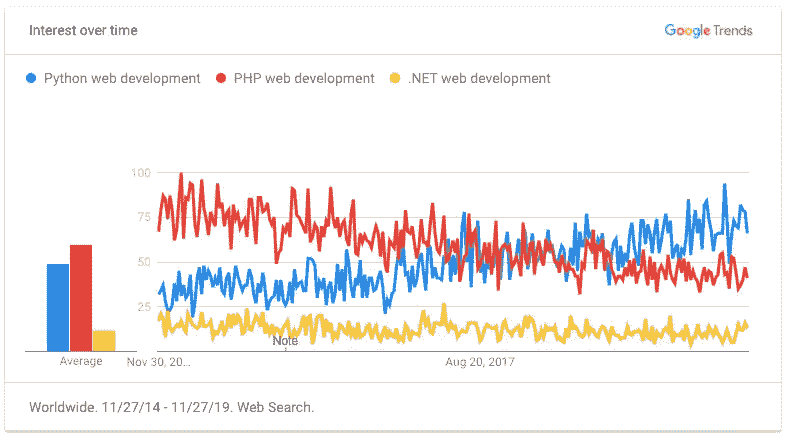 Interest over time
Google Trends
Python web development PHP web development .NET web development
100
75
50
25
Note
Average
Nov 30, 20...
Aug 20, 2017
Worldwide. 11/27/14 - 11/27/19. Web Search.